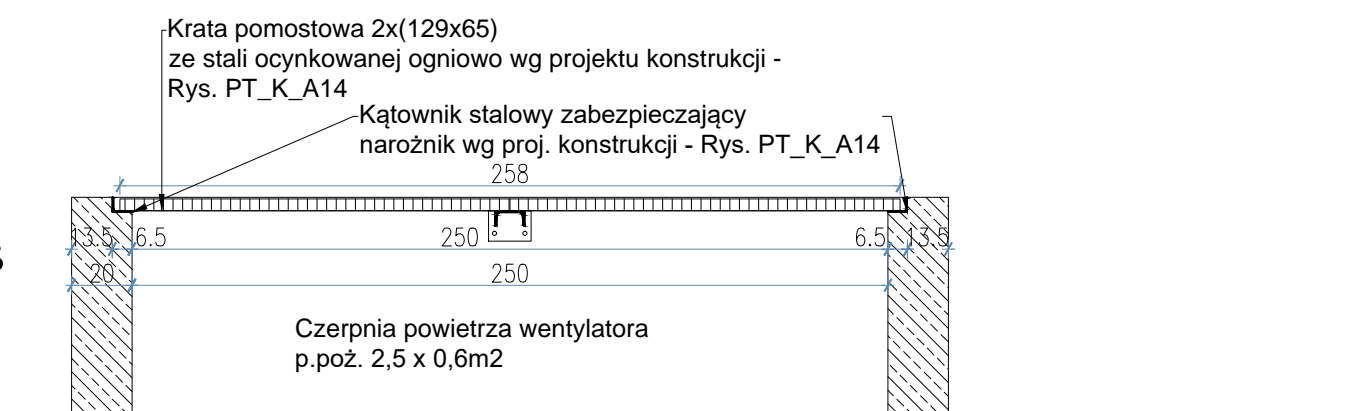 Krata pomostowa 2x(129x65)
ze stali ocynkowanej ogniowo wg projektu konstrukcji -
Rys. PT_K_A14
Kątownik stalowy zabezpieczający
narożnik wg proj. konstrukcji - Rys. PT_K_A14
258
13.5 6.5 250 6.5 13.5
20 250
Czerpnia powietrza wentylatora
p.poż. 2,5 x 0,6m2